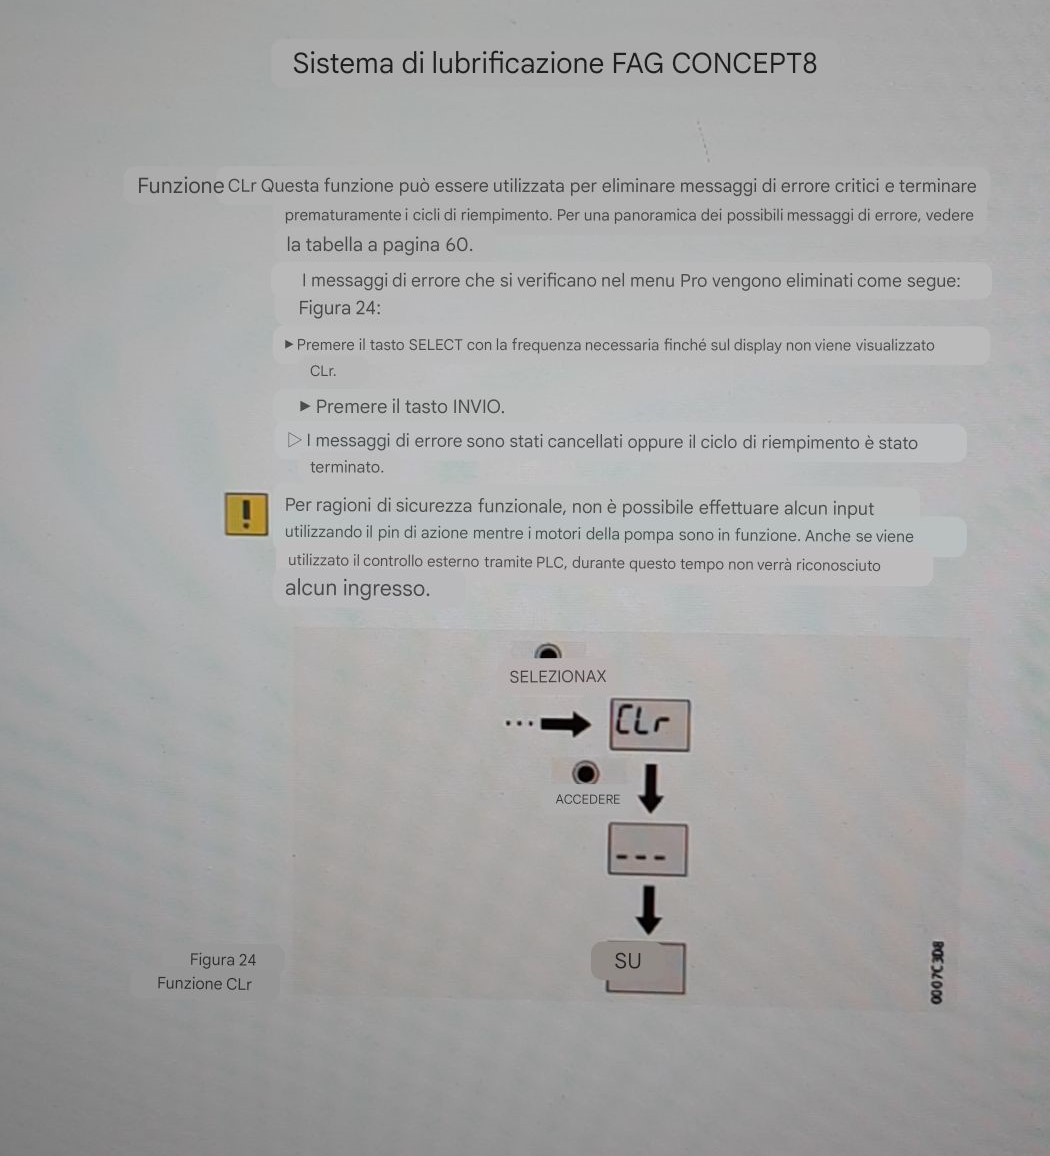 Sistema di lubrificazione FAG CONCEPT8
Funzione CLr Questa funzione può essere utilizzata per eliminare messaggi di errore critici e terminare
prematuramente i cicli di riempimento. Per una panoramica dei possibili messaggi di errore, vedere
la tabella a pagina 60.
I messaggi di errore che si verificano nel menu Pro vengono eliminati come segue:
Figura 24:
▶ Premere il tasto SELECT con la frequenza necessaria finché sul display non viene visualizzato
CLr.
▶ Premere il tasto INVIO.
▷ I messaggi di errore sono stati cancellati oppure il ciclo di riempimento è stato
terminato.
!
Per ragioni di sicurezza funzionale, non è possibile effettuare alcun input
utilizzando il pin di azione mentre i motori della pompa sono in funzione. Anche se viene
utilizzato il controllo esterno tramite PLC, durante questo tempo non verrà riconosciuto
alcun ingresso.
SELEZIONAX
... CLr
ACCEDERE
---
SU
0007C3D8
Figura 24
Funzione CLr